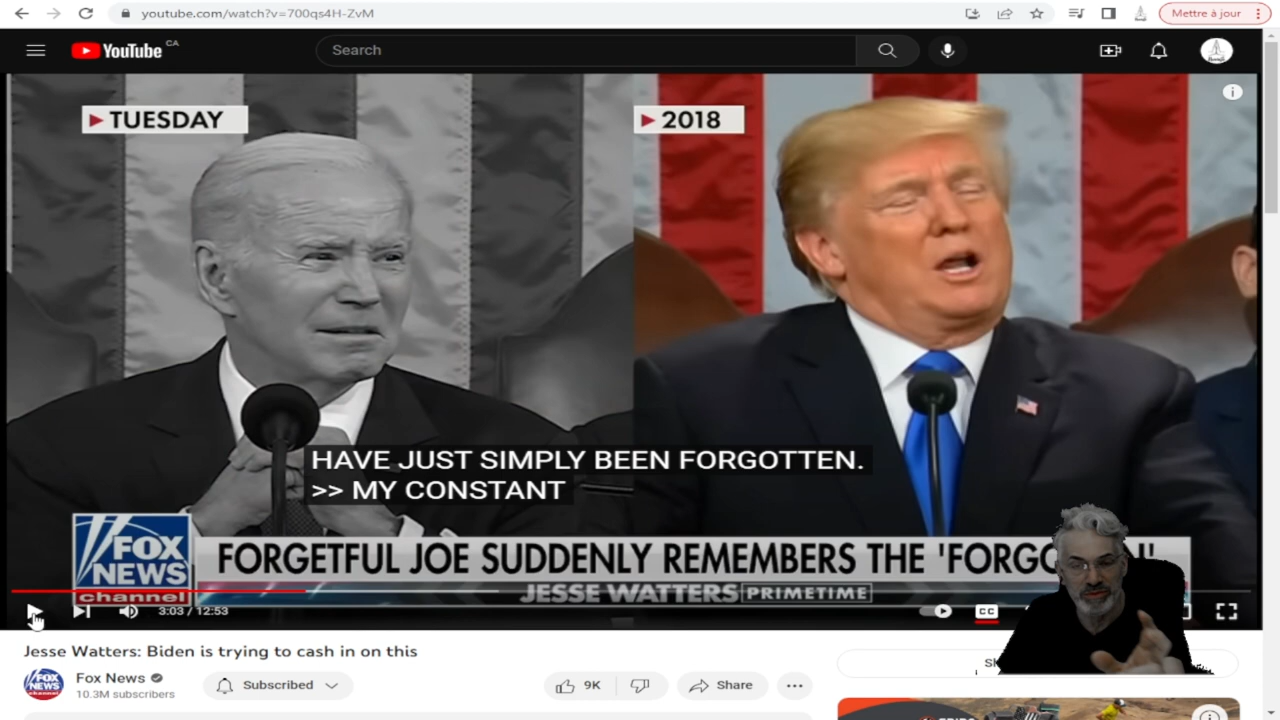 youtube.com/watch?v=700qs4H-ZvM
Mettre à jour
YouTube CA
Search
TUESDAY
2018
HAVE JUST SIMPLY BEEN FORGOTTEN.
>> MY CONSTANT
FOX
NEWS
channel
FORGETFUL JOE SUDDENLY REMEMBERS THE 'FORGO
JESSE WATTERS PRIMETIME
3:03 / 12:53
CC
Jesse Watters: Biden is trying to cash in on this
FOX
NEWS
Fox News
10.3M subscribers
Subscribed
9K
Share